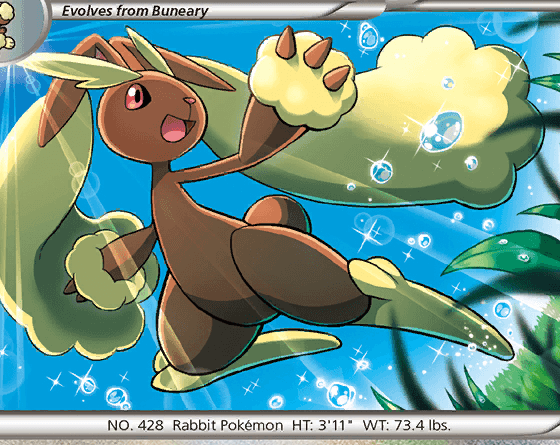 Evolves from Buneary
NO. 428 Rabbit Pokémon HT: 3'11" WT: 73.4 lbs.